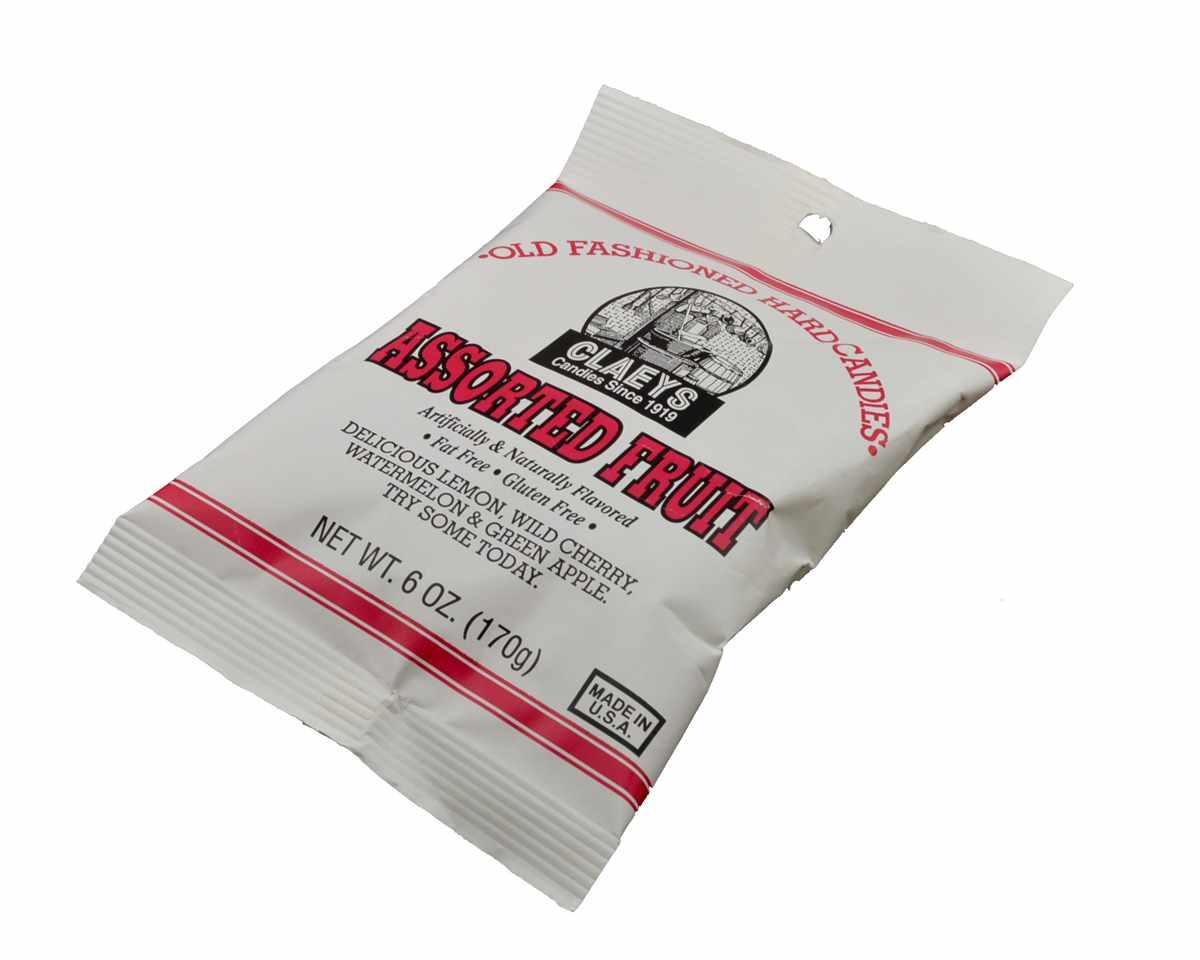 •OLD FASHIONED HARD CANDIES•
CLAEYS
Candies Since 1919
ASSORTED FRUIT
Artificially & Naturally Flavored
• Fat Free • Gluten Free •
DELICIOUS LEMON, WILD CHERRY,
WATERMELON & GREEN APPLE.
TRY SOME TODAY.
NET WT. 6 OZ. (170g)
MADE IN
U.S.A.